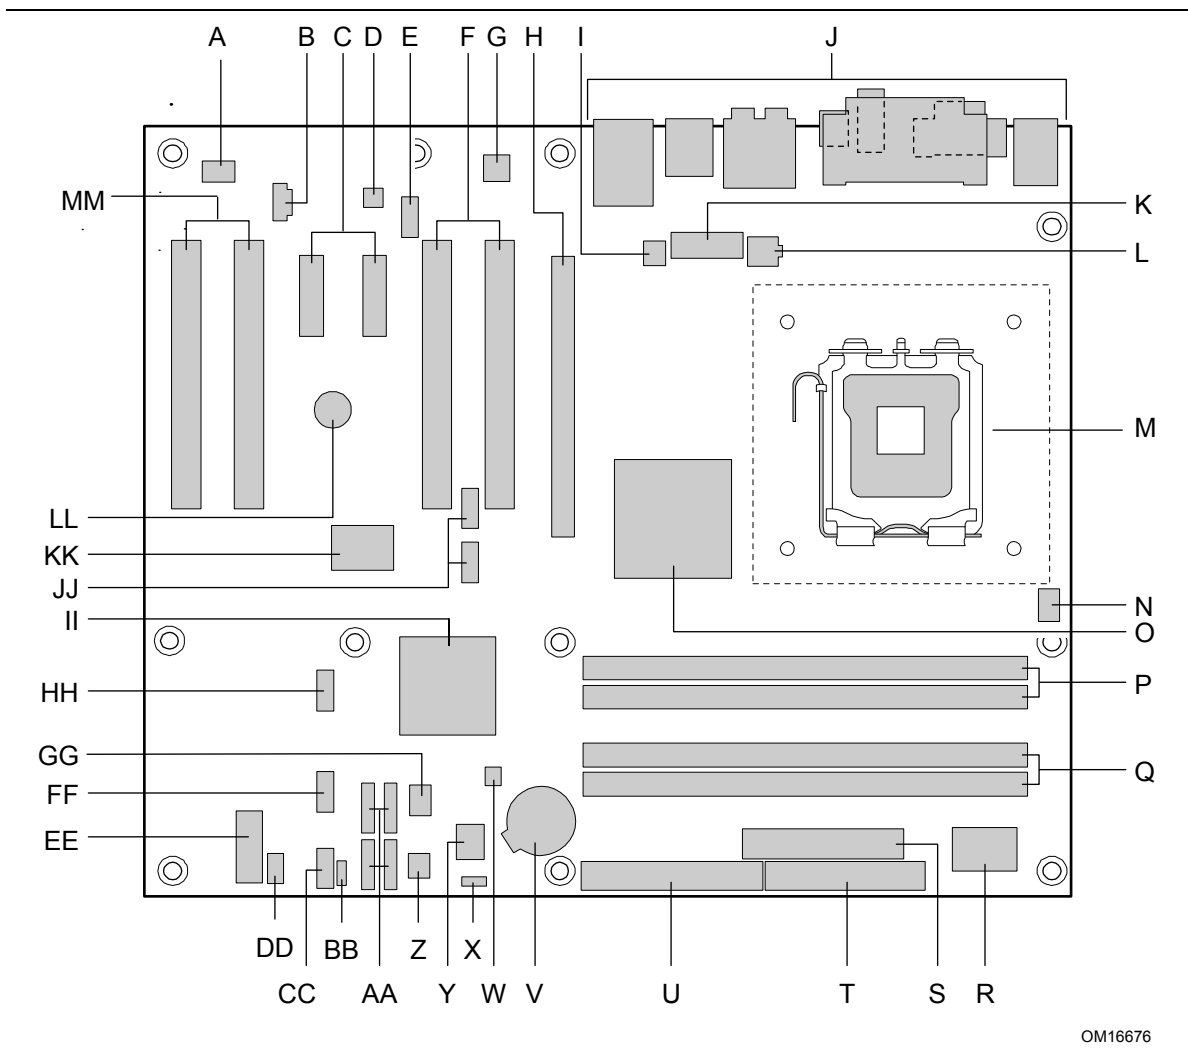 A B C D E F G H I J
MM
K
L
M
LL
KK
JJ
II
N
O
HH
P
GG
FF
Q
EE
DD BB Z X
CC AA Y W V U T S R
OM16676